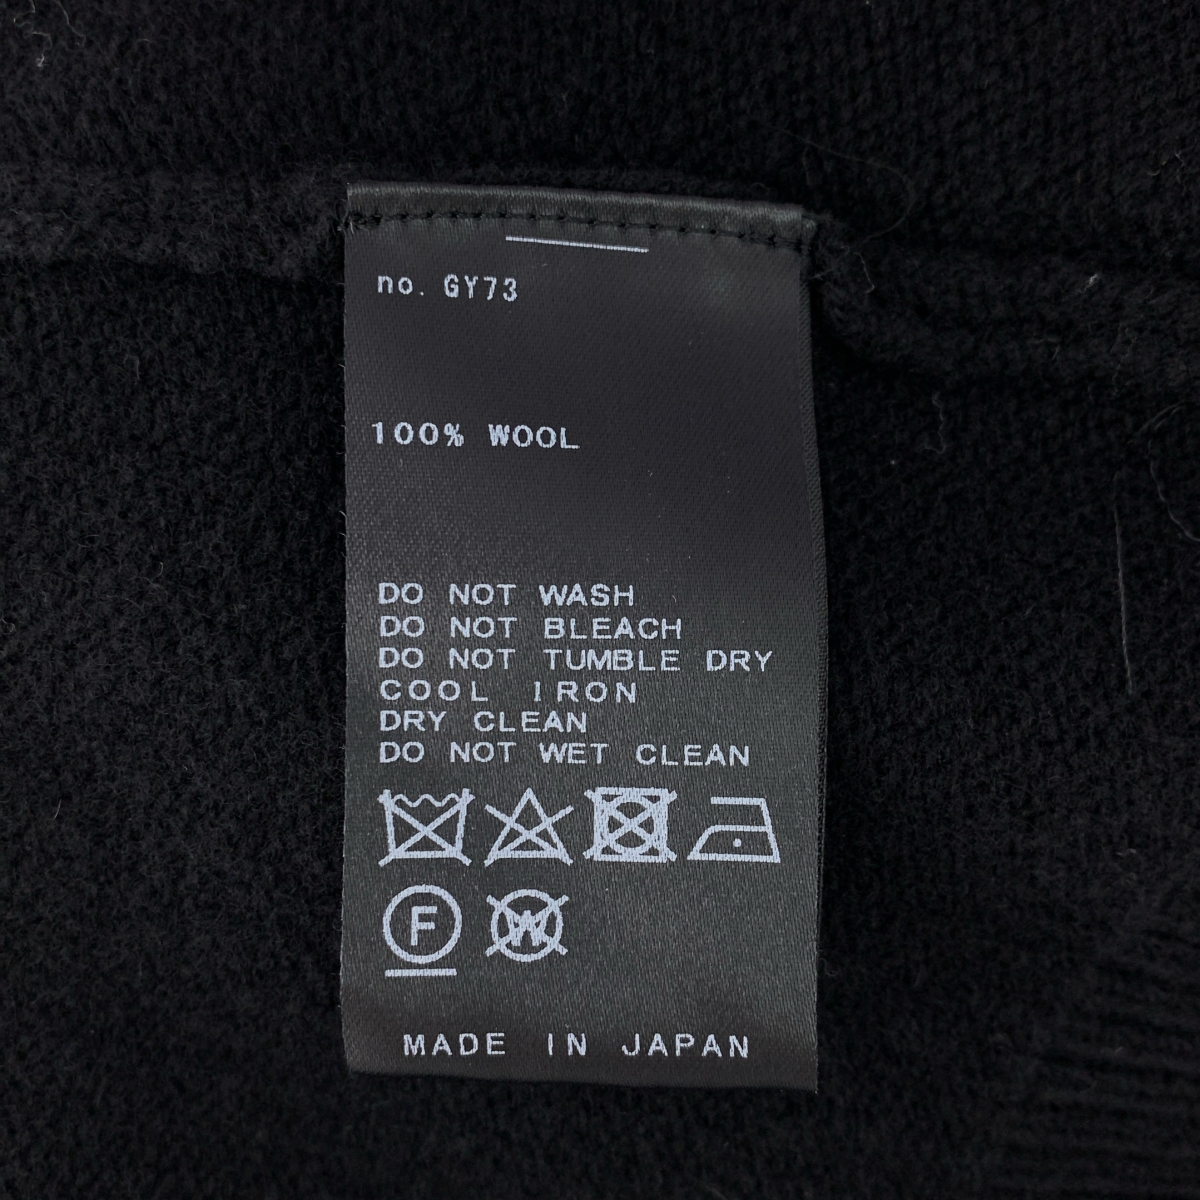 no. GY73
100% WOOL
DO NOT WASH
DO NOT BLEACH
DO NOT TUMBLE DRY
COOL IRON
DRY CLEAN
DO NOT WET CLEAN
F W
MADE IN JAPAN